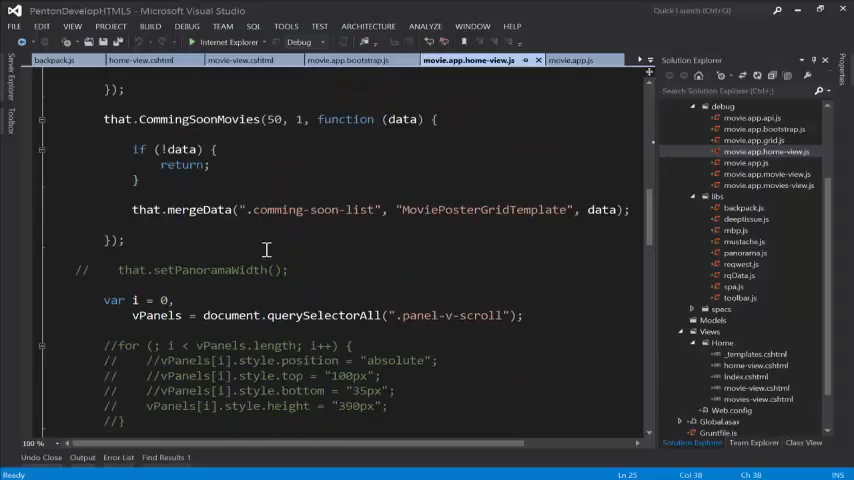 PentonDevelopHTML5 - Microsoft Visual Studio
Quick Launch (Ctrl+Q)
FILE EDIT VIEW PROJECT BUILD DEBUG TEAM SQL TOOLS TEST ARCHITECTURE ANALYZE WINDOW HELP
Internet Explorer Debug
backpack.js home-view.cshtml movie-view.cshtml movie.app.bootstrap.js movie.app.home-view.js movie.app.js
Server Explorer
Toolbox
});
that.CommingSoonMovies(50, 1, function (data) {
if (!data) {
return;
}
that.mergeData(".comming-soon-list", "MoviePosterGridTemplate", data);
});
// that.setPanoramaWidth();
var i = 0,
vPanels = document.querySelectorAll(".panel-v-scroll");
//for (; i < vPanels.length; i++) {
// //vPanels[i].style.position = "absolute";
// //vPanels[i].style.top = "100px";
// //vPanels[i].style.bottom = "35px";
// vPanels[i].style.height = "390px";
//}
100 %
Solution Explorer
Search Solution Explorer (Ctrl+;)
debug
movie.app.api.js
movie.app.bootstrap.js
movie.app.grid.js
movie.app.home-view.js
movie.app.js
movie.app.movie-view.js
movie.app.movies-view.js
libs
backpack.js
deeptissue.js
mbp.js
mustache.js
panorama.js
reqwest.js
rqData.js
spa.js
toolbar.js
specs
Models
Views
Home
_templates.cshtml
home-view.cshtml
Index.cshtml
movie-view.cshtml
movies-view.cshtml
Web.config
Global.asax
Gruntfile.js
Solution Explorer Team Explorer Class View
Properties
Undo Close Output Error List Find Results 1
Ready Ln 25 Col 38 Ch 38 INS